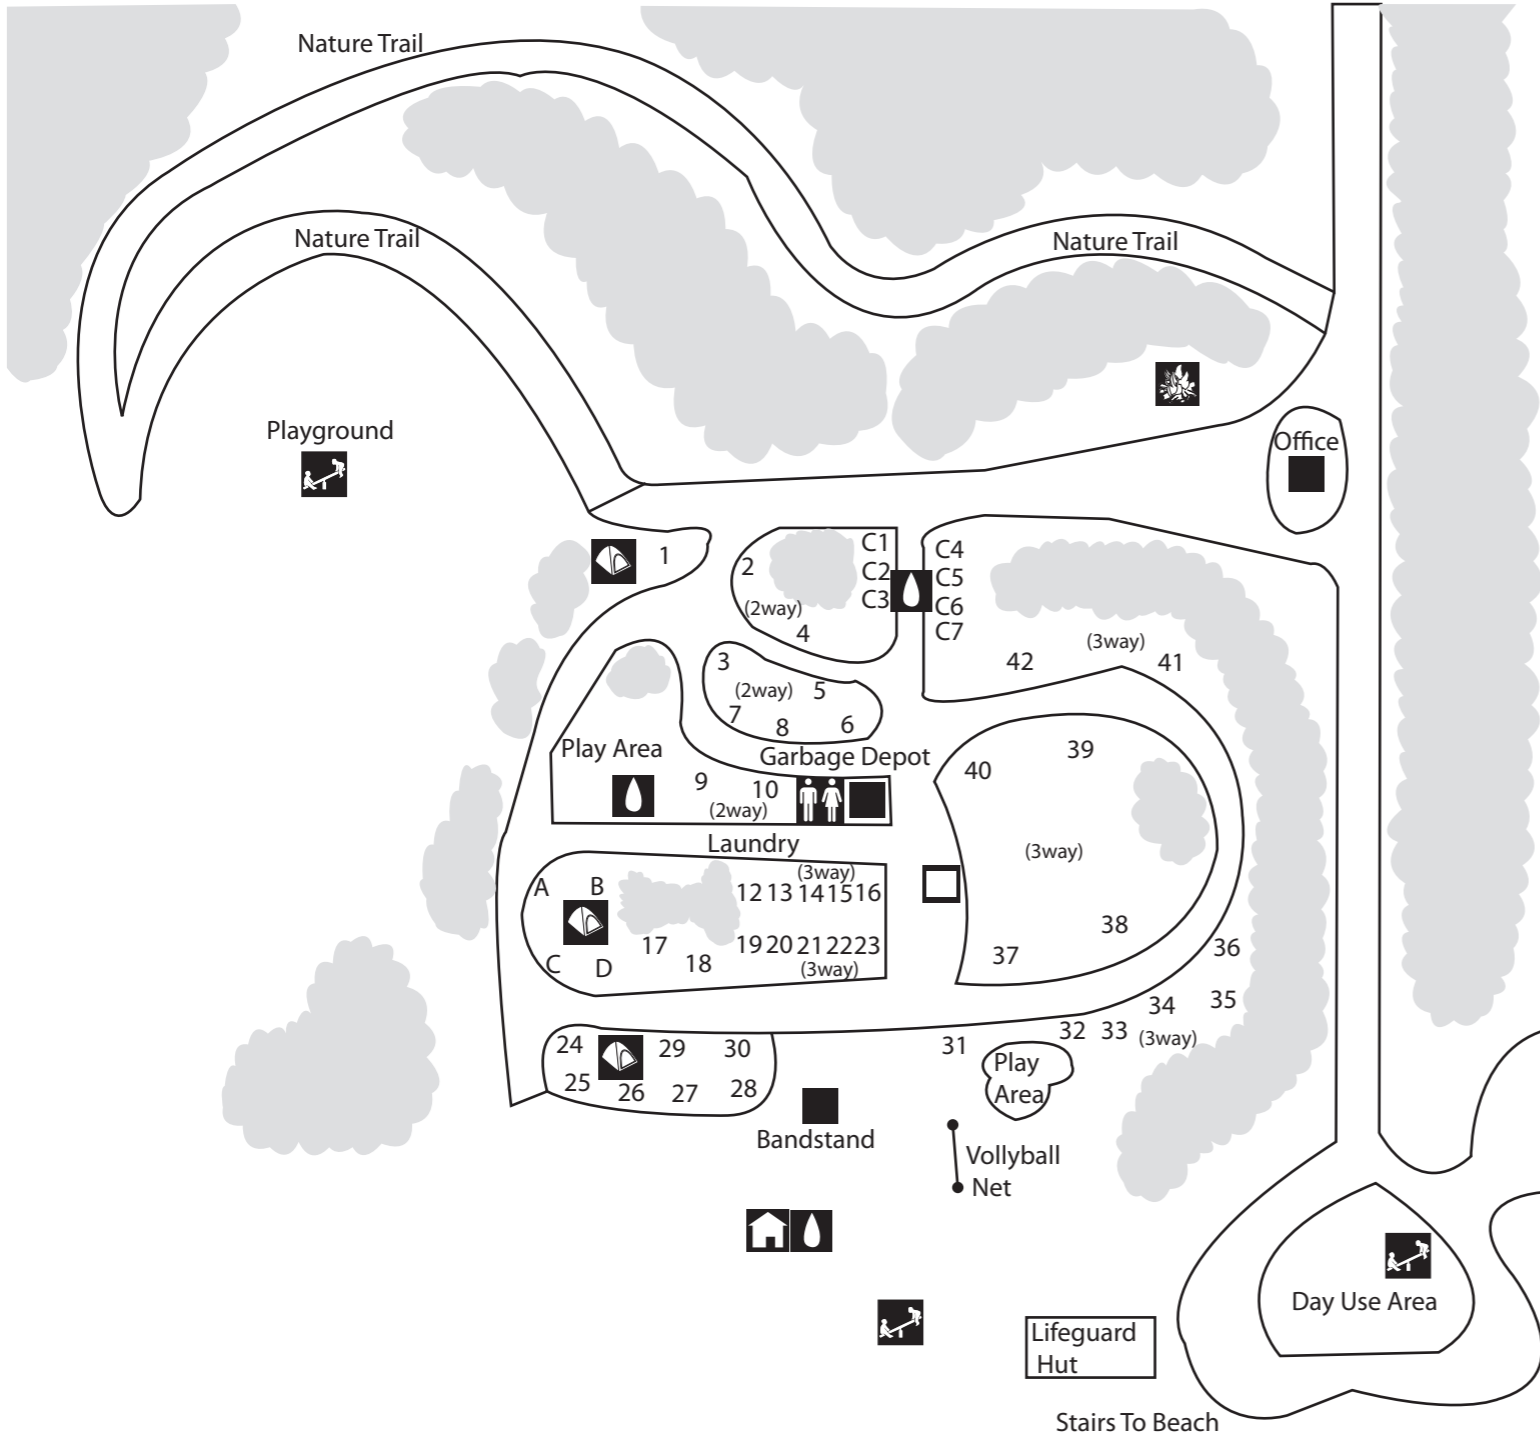 Nature Trail
Nature Trail
Nature Trail
Playground
Office
1
2
(2way)
4
C1
C2
C3
C4
C5
C6
C7
42
(3way)
41
3
(2way)
5
7
8
6
Play Area
Garbage Depot
9
10
(2way)
40
39
(3way)
38
37
Laundry
A
B
C
D
(3way)
12 13 14 15 16
17
18
19 20 21 22 23
(3way)
36
35
34
(3way)
33
32
31
24
29
30
25
26
27
28
Play
Area
Bandstand
Vollyball
Net
Day Use Area
Lifeguard
Hut
Stairs To Beach